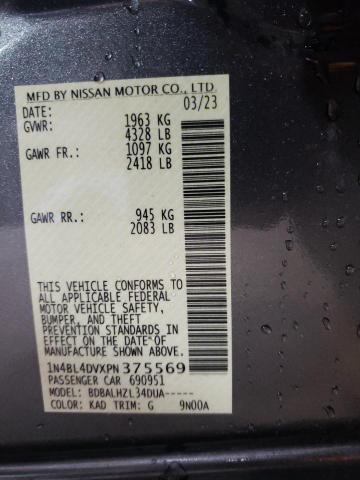 MFD BY NISSAN MOTOR CO., LTD
DATE: 03/23
GVWR: 1963 KG
4328 LB
GAWR FR.: 1097 KG
2418 LB
GAWR RR.: 945 KG
2083 LB
THIS VEHICLE CONFORMS TO
ALL APPLICABLE FEDERAL
MOTOR VEHICLE SAFETY,
BUMPER, AND THEFT
PREVENTION STANDARDS IN
EFFECT ON THE DATE OF
MANUFACTURE SHOWN ABOVE.
1N4BL4DVXPN375569
PASSENGER CAR 690951
MODEL: BDBALHZL34DUA-----
COLOR: KAD TRIM: G 9N00A